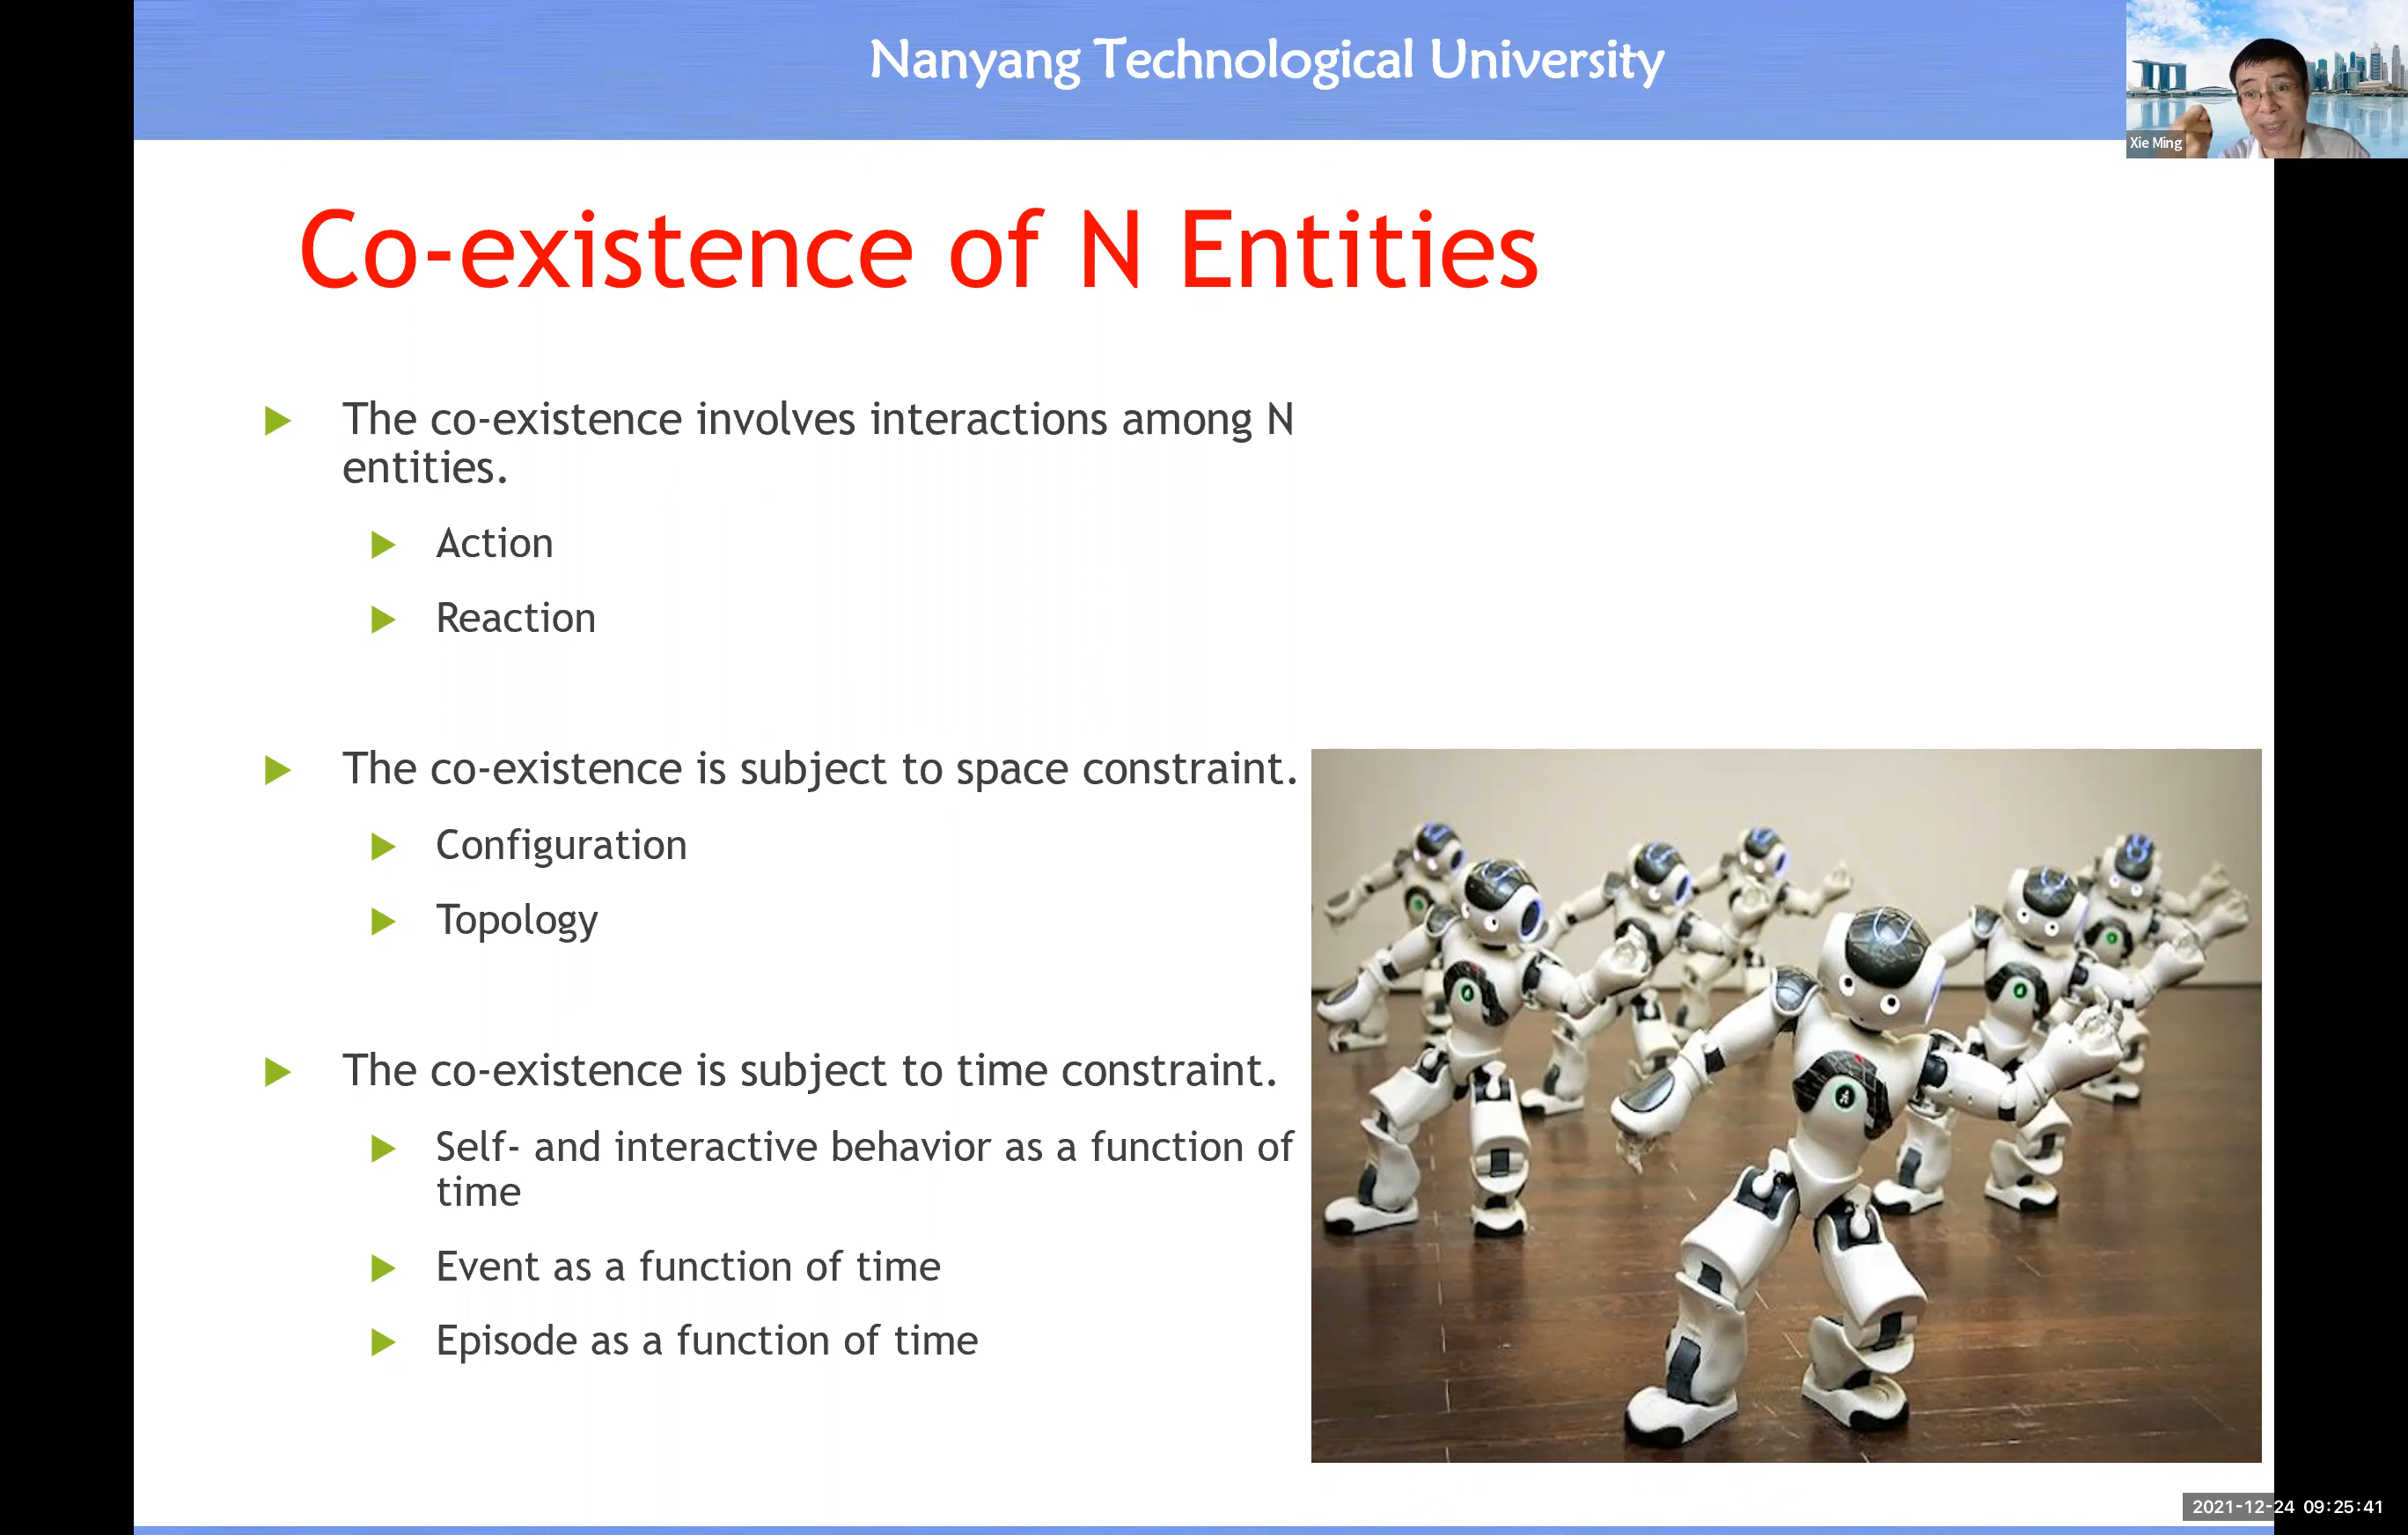 Nanyang Technological University
Xie Ming
Co-existence of N Entities
The co-existence involves interactions among N
entities.
Action
Reaction
The co-existence is subject to space constraint.
Configuration
Topology
The co-existence is subject to time constraint.
Self- and interactive behavior as a function of
time
Event as a function of time
Episode as a function of time
2021-12-24 09:25:41